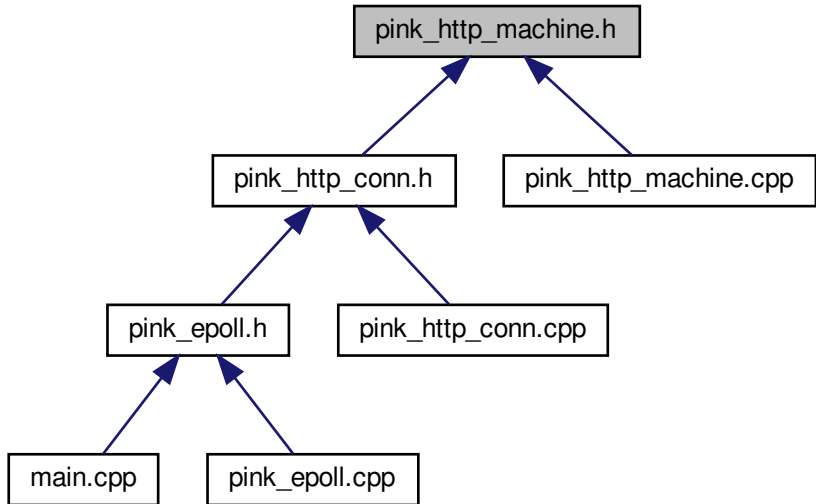 pink_http_machine.h
pink_http_conn.h
pink_http_machine.cpp
pink_epoll.h
pink_http_conn.cpp
main.cpp
pink_epoll.cpp